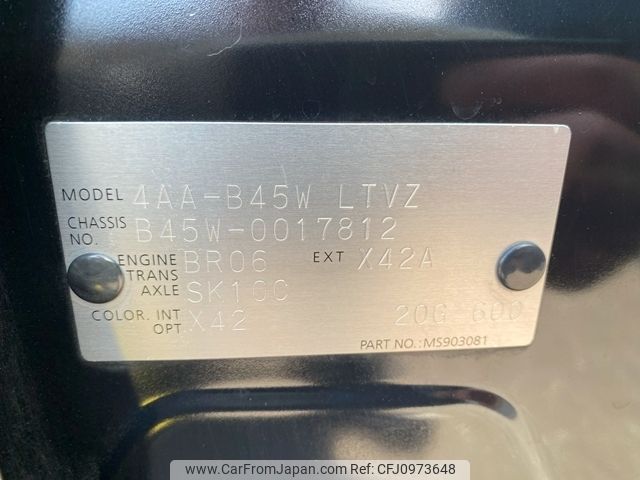 MODEL 4AA-B45W LTVZ
CHASSIS NO. B45W-0017812
ENGINE BR06 EXT X42A
TRANS AXLE SK10C
COLOR. INT OPT. X42 20G 600
PART NO.: MS903081
www.CarFromJapan.com | Ref-No: CFJ0973648